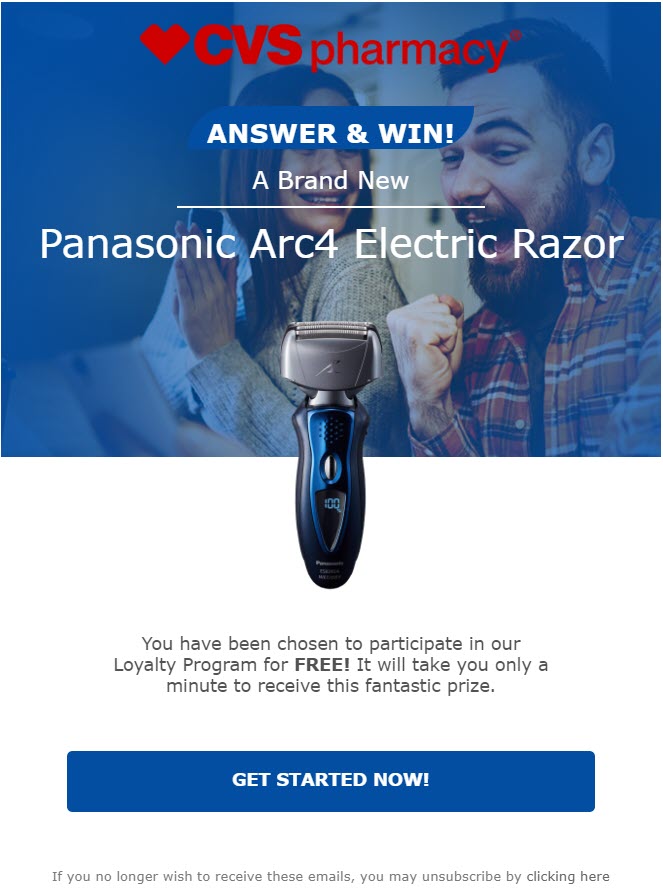 CVS pharmacy®
ANSWER & WIN!
A Brand New
Panasonic Arc4 Electric Razor
100%
Panasonic
You have been chosen to participate in our
Loyalty Program for FREE! It will take you only a
minute to receive this fantastic prize.
GET STARTED NOW!
If you no longer wish to receive these emails, you may unsubscribe by clicking here